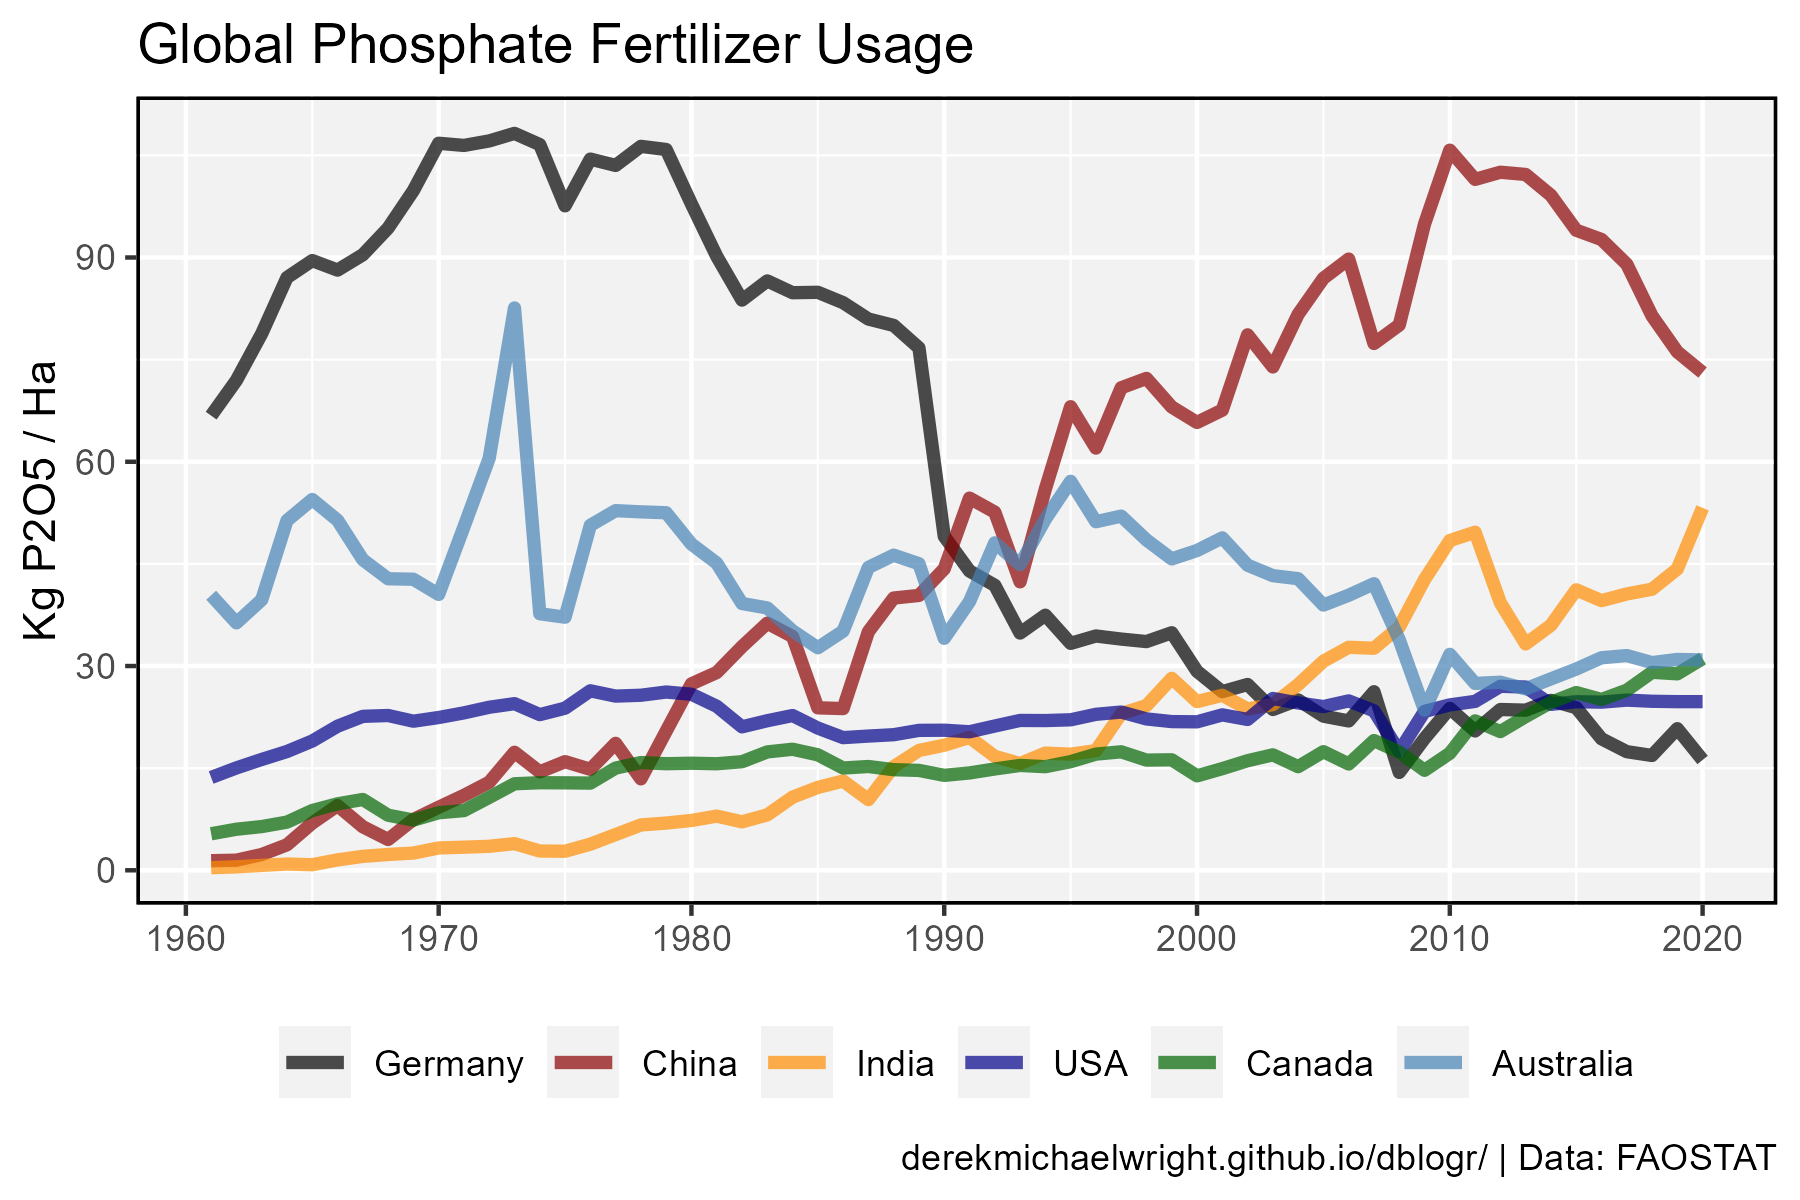 Global Phosphate Fertilizer Usage
Kg P2O5 / Ha
90
60
30
0
1960 1970 1980 1990 2000 2010 2020
Germany China India USA Canada Australia
derekmichaelwright.github.io/dblogr/ | Data: FAOSTAT